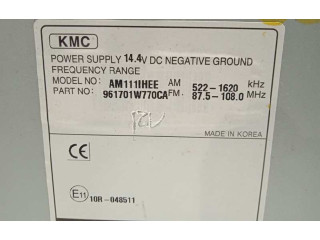 KMC
POWER SUPPLY 14.4v DC NEGATIVE GROUND
FREQUENCY RANGE
MODEL NO: AM111IHEE AM 522-1620 kHz
PART NO: 961701W770CA FM. 87.5-108.0 MHz
MADE IN KOREA
CE
E11 10R-048511